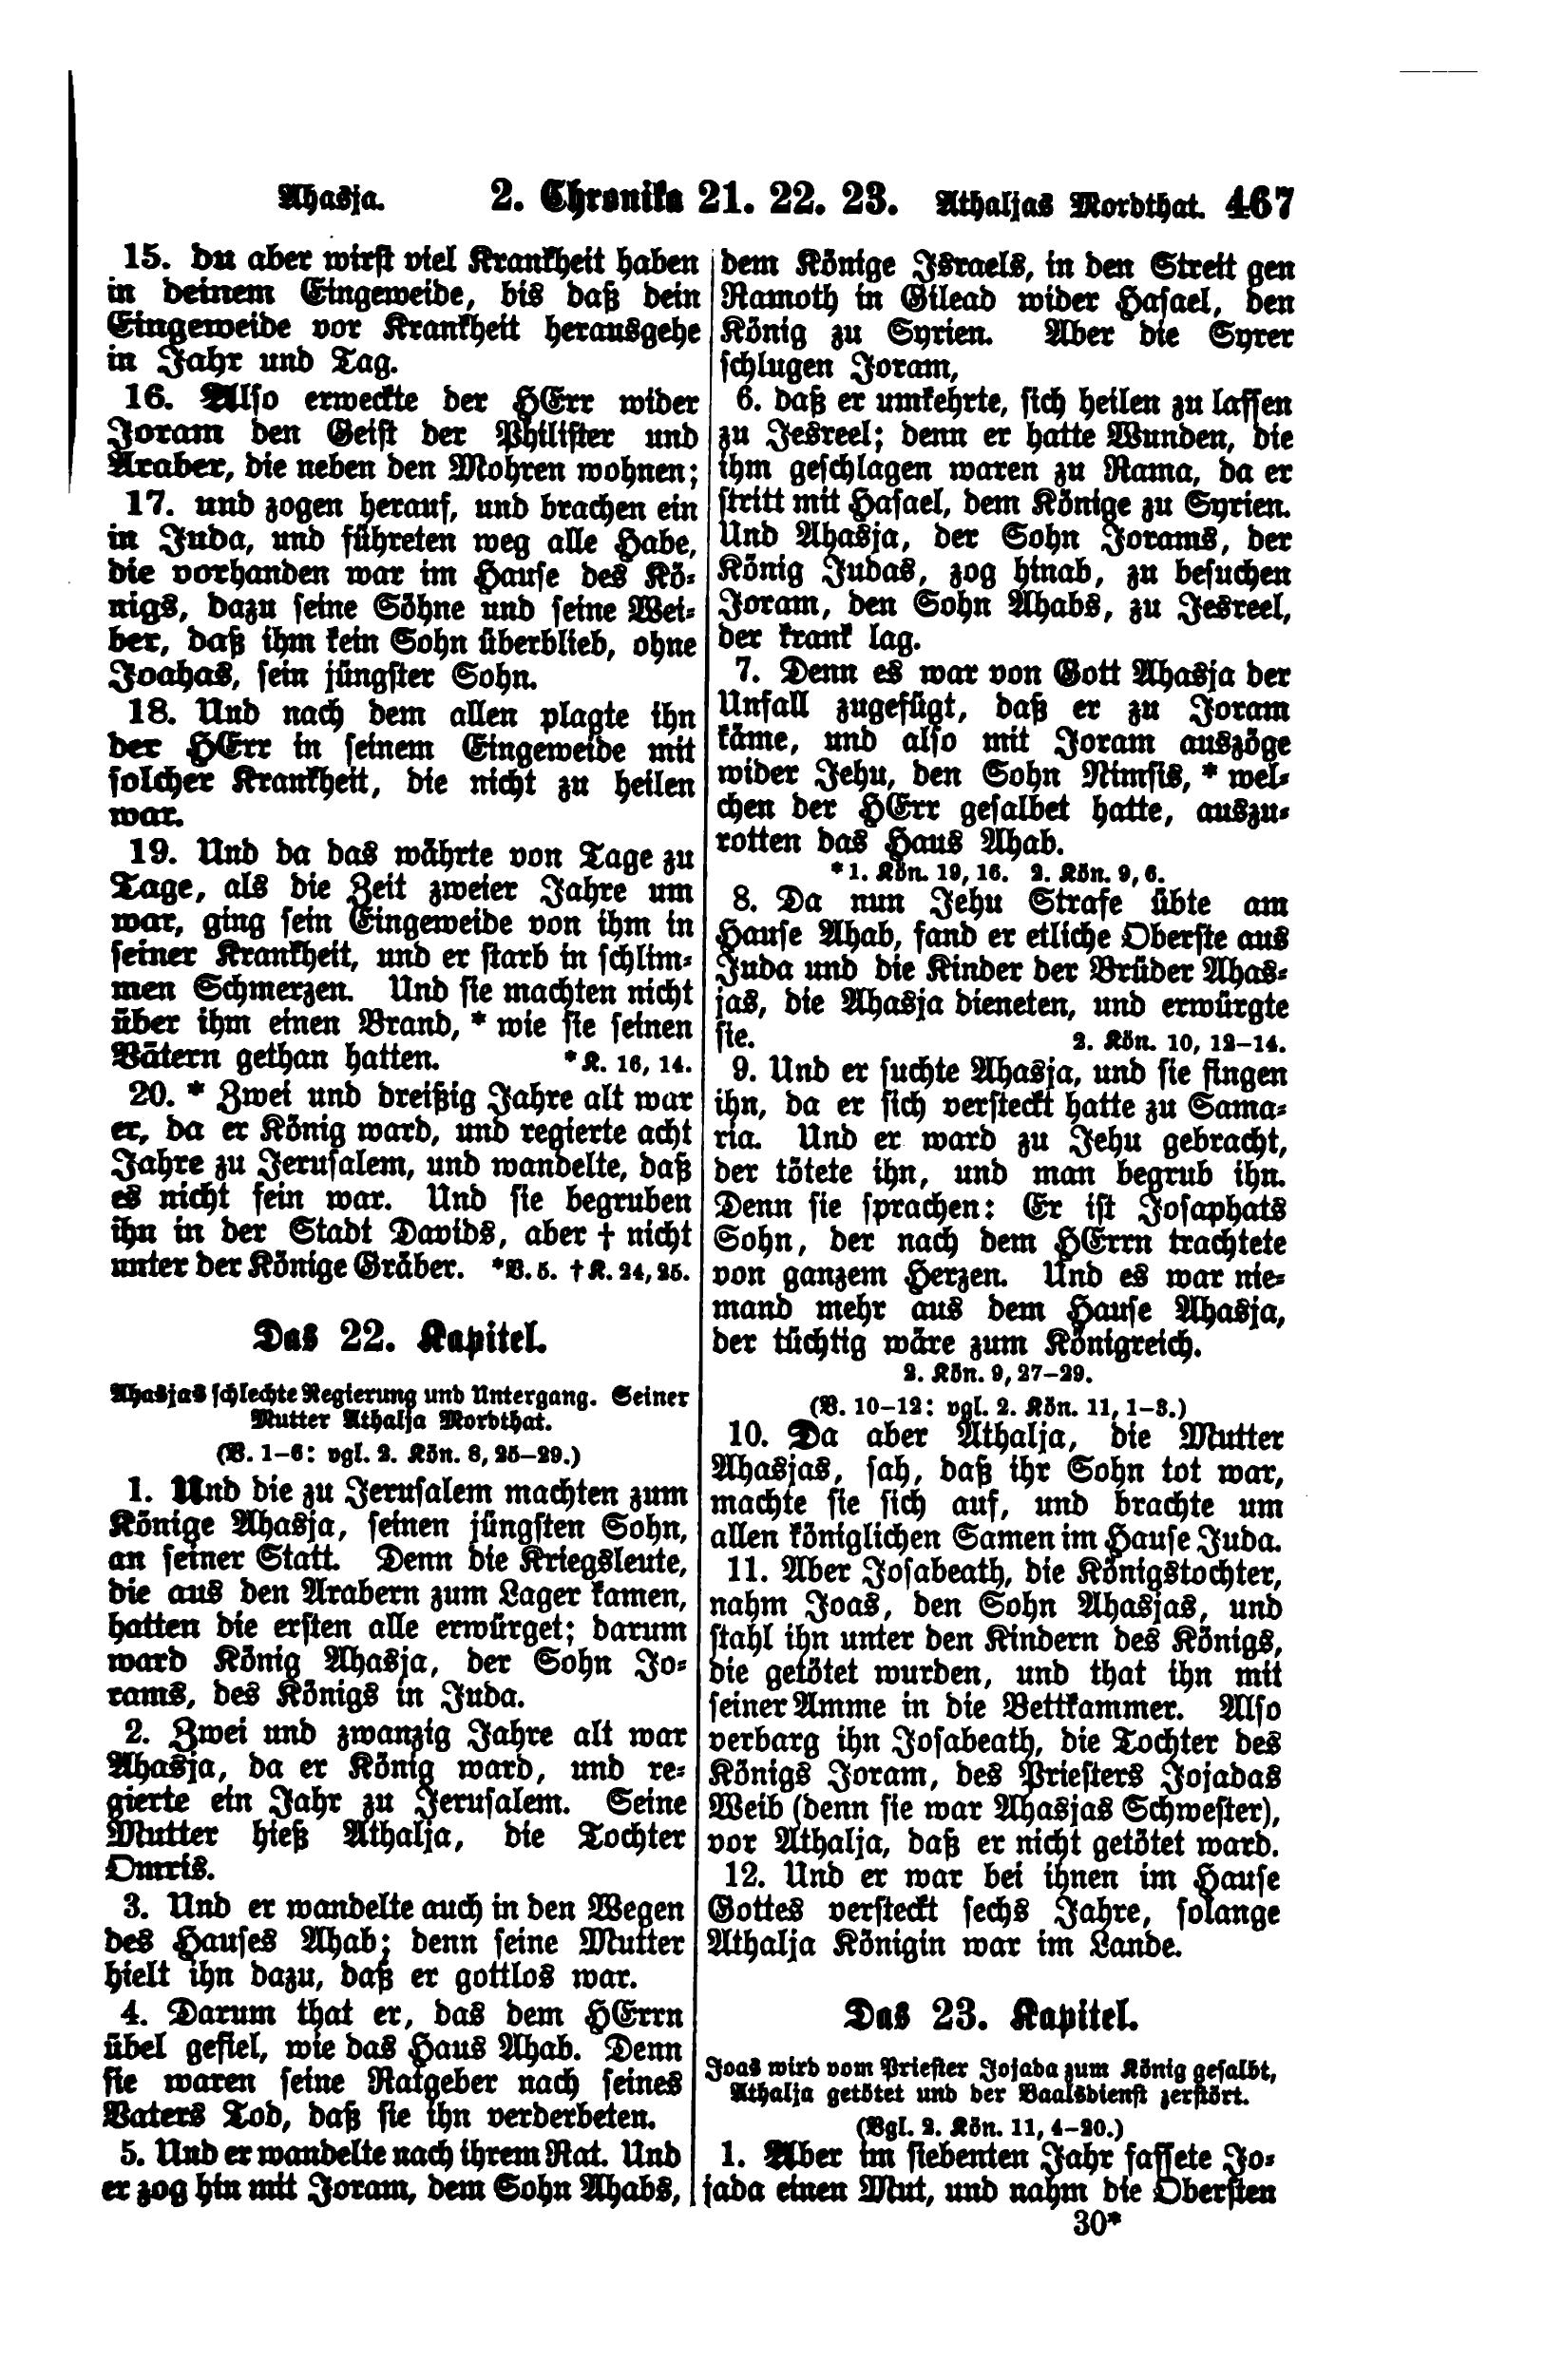 Ahasja. 2. Chronika 21. 22. 23. Athaljas Mordthat. 467
15. du aber wirst viel Krankheit haben
in deinem Eingeweide, bis daß dein
Eingeweide vor Krankheit herausgehe
in Jahr und Tag.
16. Also erweckte der HErr wider
Joram den Geist der Philister und
Araber, die neben den Mohren wohnen;
17. und zogen herauf, und brachen ein
in Juda, und führeten weg alle Habe,
die vorhanden war im Hause des Kö-
nigs, dazu seine Söhne und seine Wei-
ber, daß ihm kein Sohn überblieb, ohne
Joahas, sein jüngster Sohn.
18. Und nach dem allen plagte ihn
der HErr in seinem Eingeweide mit
solcher Krankheit, die nicht zu heilen
war.
19. Und da das währte von Tage zu
Tage, als die Zeit zweier Jahre um
war, ging sein Eingeweide von ihm in
seiner Krankheit, und er starb in schlim-
men Schmerzen. Und sie machten nicht
über ihm einen Brand, * wie sie seinen
Vätern gethan hatten. *K. 16, 14.
20. * Zwei und dreißig Jahre alt war
er, da er König ward, und regierte acht
Jahre zu Jerusalem, und wandelte, daß
es nicht fein war. Und sie begruben
ihn in der Stadt Davids, aber † nicht
unter der Könige Gräber. *V. 5. † K. 24, 25.
Das 22. Kapitel.
Ahasjas schlechte Regierung und Untergang. Seiner
Mutter Athalja Mordthat.
(V. 1–6: vgl. 2. Kön. 8, 25–29.)
1. Und die zu Jerusalem machten zum
Könige Ahasja, seinen jüngsten Sohn,
an seiner Statt. Denn die Kriegsleute,
die aus den Arabern zum Lager kamen,
hatten die ersten alle erwürget; darum
ward König Ahasja, der Sohn Jo-
rams, des Königs in Juda.
2. Zwei und zwanzig Jahre alt war
Ahasja, da er König ward, und re-
gierte ein Jahr zu Jerusalem. Seine
Mutter hieß Athalja, die Tochter
Omris.
3. Und er wandelte auch in den Wegen
des Hauses Ahab; denn seine Mutter
hielt ihn dazu, daß er gottlos war.
4. Darum that er, das dem HErrn
übel gefiel, wie das Haus Ahab. Denn
sie waren seine Ratgeber nach seines
Vaters Tod, daß sie ihn verderbeten.
5. Und er wandelte nach ihrem Rat. Und
er zog hin mit Joram, dem Sohn Ahabs,
dem Könige Israels, in den Streit gen
Ramoth in Gilead wider Hasael, den
König zu Syrien. Aber die Syrer
schlugen Joram,
6. daß er umkehrte, sich heilen zu lassen
zu Jesreel; denn er hatte Wunden, die
ihm geschlagen waren zu Rama, da er
stritt mit Hasael, dem Könige zu Syrien.
Und Ahasja, der Sohn Jorams, der
König Judas, zog hinab, zu besuchen
Joram, den Sohn Ahabs, zu Jesreel,
der krank lag.
7. Denn es war von Gott Ahasja der
Unfall zugefügt, daß er zu Joram
käme, und also mit Joram auszöge
wider Jehu, den Sohn Nimsis, * wel-
chen der HErr gesalbet hatte, auszu-
rotten das Haus Ahab.
*1. Kön. 19, 16. 2. Kön. 9, 6.
8. Da nun Jehu Strafe übte am
Hause Ahab, fand er etliche Oberste aus
Juda und die Kinder der Brüder Ahas-
jas, die Ahasja dieneten, und erwürgte
sie. 2. Kön. 10, 12–14.
9. Und er suchte Ahasja, und sie fingen
ihn, da er sich versteckt hatte zu Sama-
ria. Und er ward zu Jehu gebracht,
der tötete ihn, und man begrub ihn.
Denn sie sprachen: Er ist Josaphats
Sohn, der nach dem HErrn trachtete
von ganzem Herzen. Und es war nie-
mand mehr aus dem Hause Ahasja,
der tüchtig wäre zum Königreich.
2. Kön. 9, 27–29.
(V. 10–12: vgl. 2. Kön. 11, 1–3.)
10. Da aber Athalja, die Mutter
Ahasjas, sah, daß ihr Sohn tot war,
machte sie sich auf, und brachte um
allen königlichen Samen im Hause Juda.
11. Aber Josabeath, die Königstochter,
nahm Joas, den Sohn Ahasjas, und
stahl ihn unter den Kindern des Königs,
die getötet wurden, und that ihn mit
seiner Amme in die Bettkammer. Also
verbarg ihn Josabeath, die Tochter des
Königs Joram, des Priesters Jojadas
Weib (denn sie war Ahasjas Schwester),
vor Athalja, daß er nicht getötet ward.
12. Und er war bei ihnen im Hause
Gottes versteckt sechs Jahre, solange
Athalja Königin war im Lande.
Das 23. Kapitel.
Joas wird vom Priester Jojada zum König gesalbt,
Athalja getötet und der Baalsdienst zerstört.
(Vgl. 2. Kön. 11, 4–20.)
1. Aber im siebenten Jahr fassete Jo-
jada einen Mut, und nahm die Obersten
30*